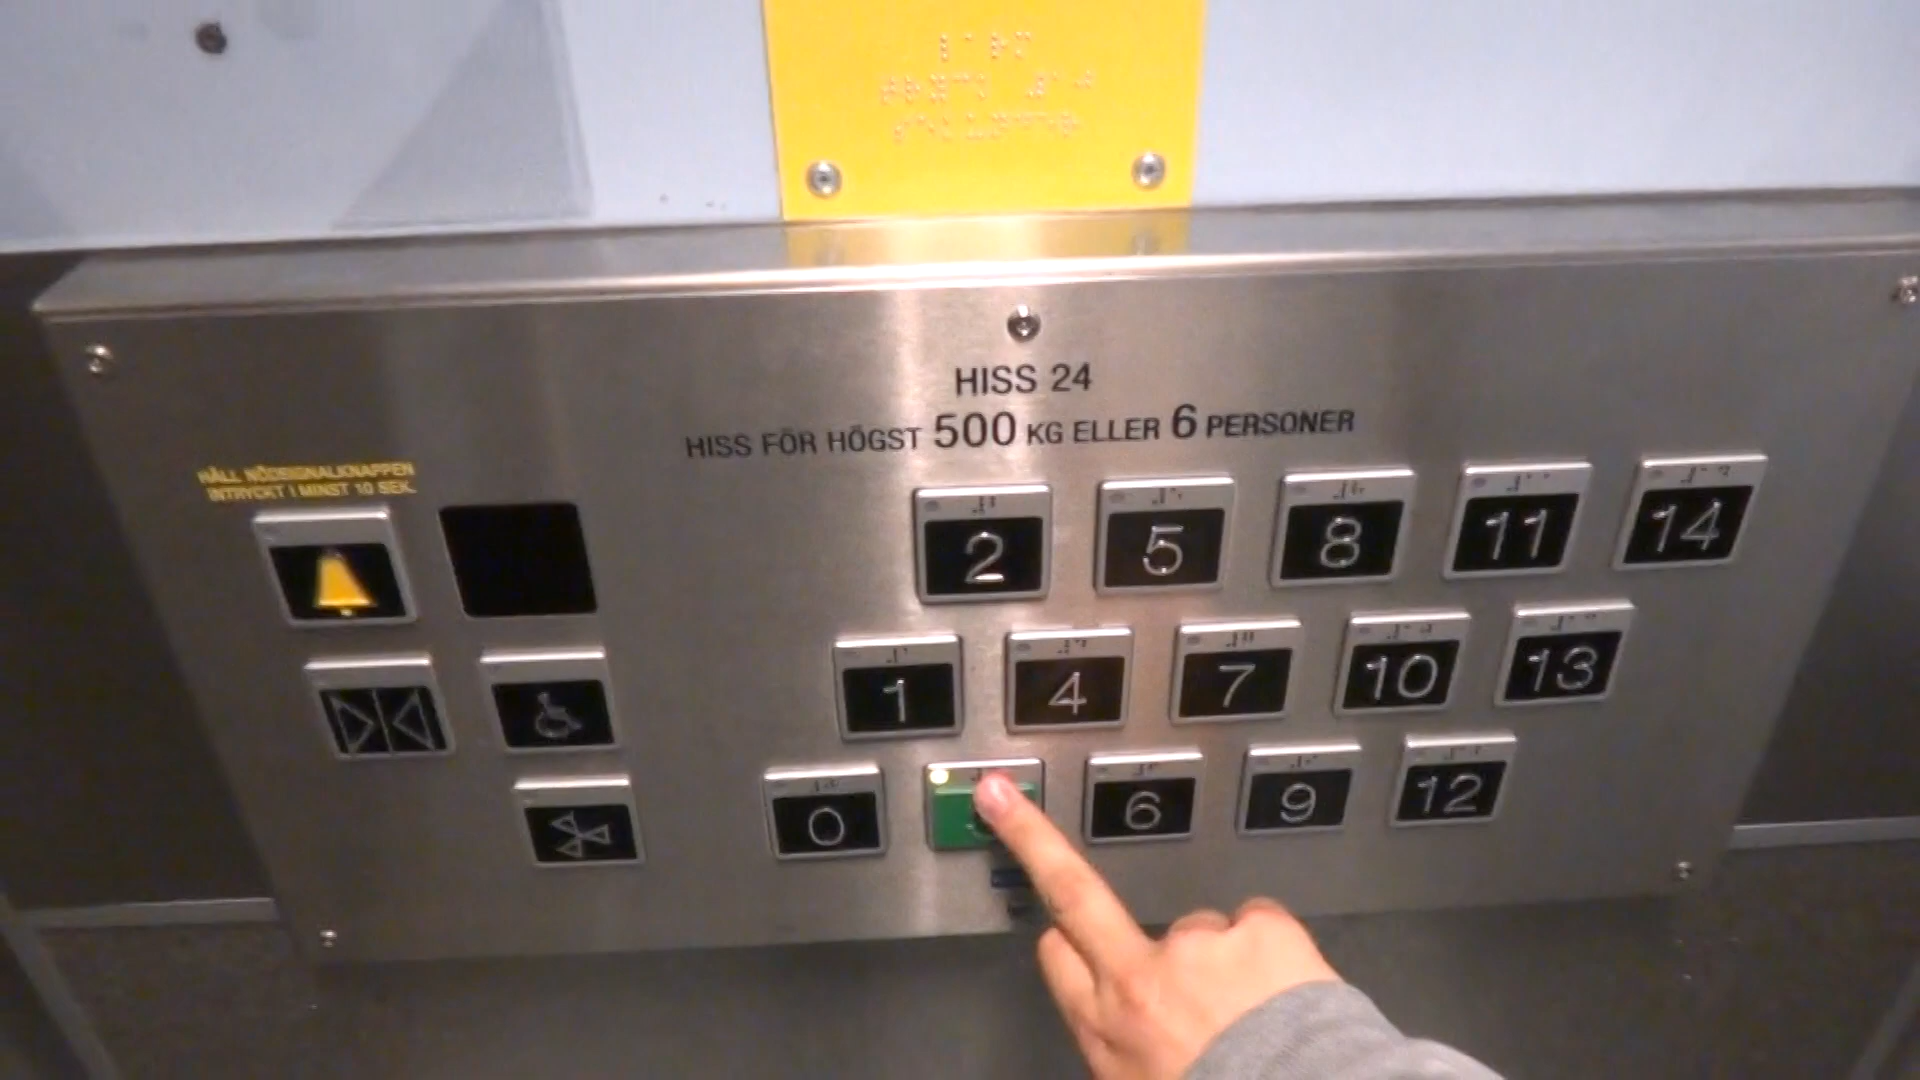 HISS 24
HISS FÖR HÖGST 500 KG ELLER 6 PERSONER
HÅLL NÖDSIGNALKNAPPEN
INTRYCKT I MINST 10 SEK.
2 5 8 11 14
1 4 7 10 13
0 6 9 12